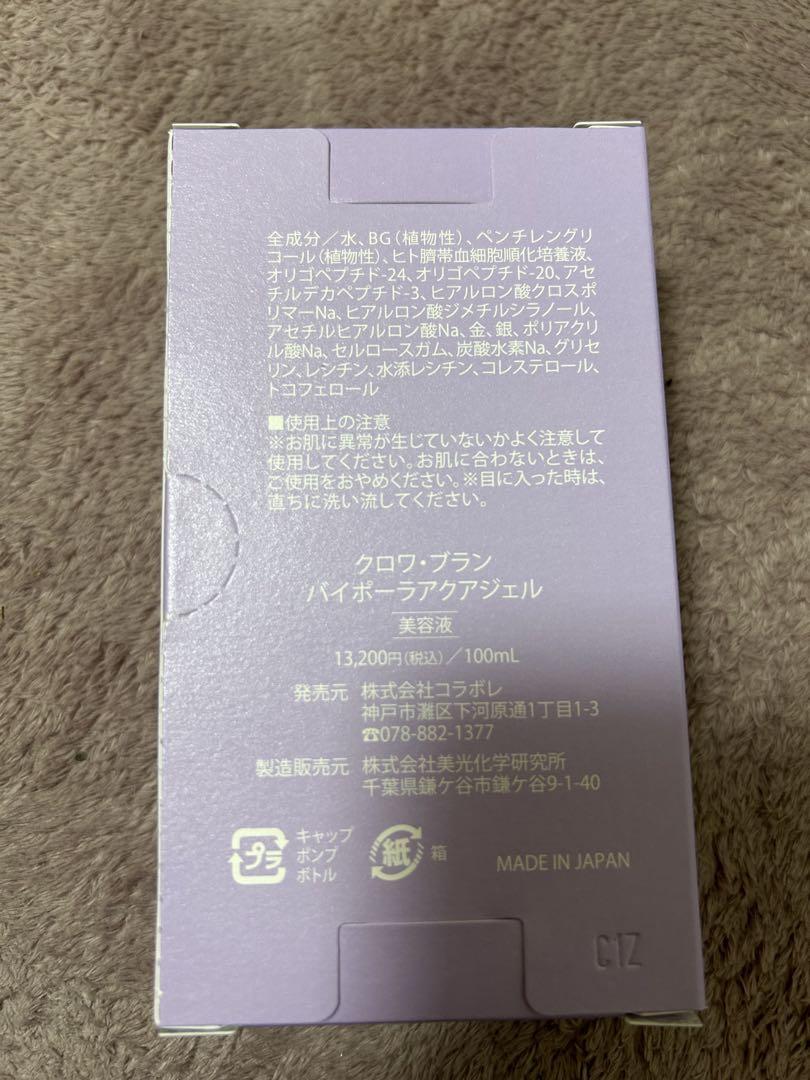 全成分／水、BG（植物性）、ペンチレングリ
コール（植物性）、ヒト臍帯血細胞順化培養液、
オリゴペプチド-24、オリゴペプチド-20、アセ
チルデカペプチド-3、ヒアルロン酸クロスポ
リマーNa、ヒアルロン酸ジメチルシラノール、
アセチルヒアルロン酸Na、金、銀、ポリアクリ
ル酸Na、セルロースガム、炭酸水素Na、グリセ
リン、レシチン、水添レシチン、コレステロール、
トコフェロール
■使用上の注意
※お肌に異常が生じていないかよく注意して
使用してください。お肌に合わないときは、
ご使用をおやめください。※目に入った時は、
直ちに洗い流してください。
クロワ・ブラン
バイポーラアクアジェル
美容液
13,200円（税込）／100mL
発売元 株式会社コラボレ
神戸市灘区下河原通1丁目1-3
☎078-882-1377
製造販売元 株式会社美光化学研究所
千葉県鎌ケ谷市鎌ケ谷9-1-40
プラ
キャップ
ポンプ
ボトル
紙
箱
MADE IN JAPAN
C1Z